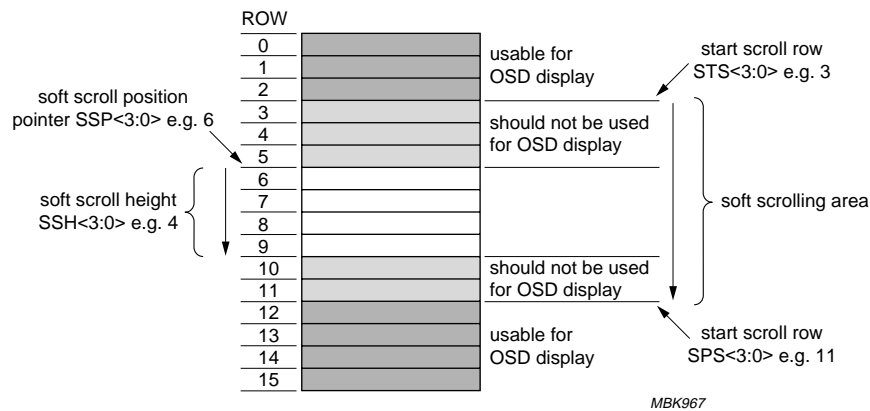 ROW
0
1
2
3
4
5
6
7
8
9
10
11
12
13
14
15
soft scroll position
pointer SSP<3:0> e.g. 6
soft scroll height
SSH<3:0> e.g. 4
usable for
OSD display
should not be used
for OSD display
should not be used
for OSD display
usable for
OSD display
start scroll row
STS<3:0> e.g. 3
soft scrolling area
start scroll row
SPS<3:0> e.g. 11
MBK967